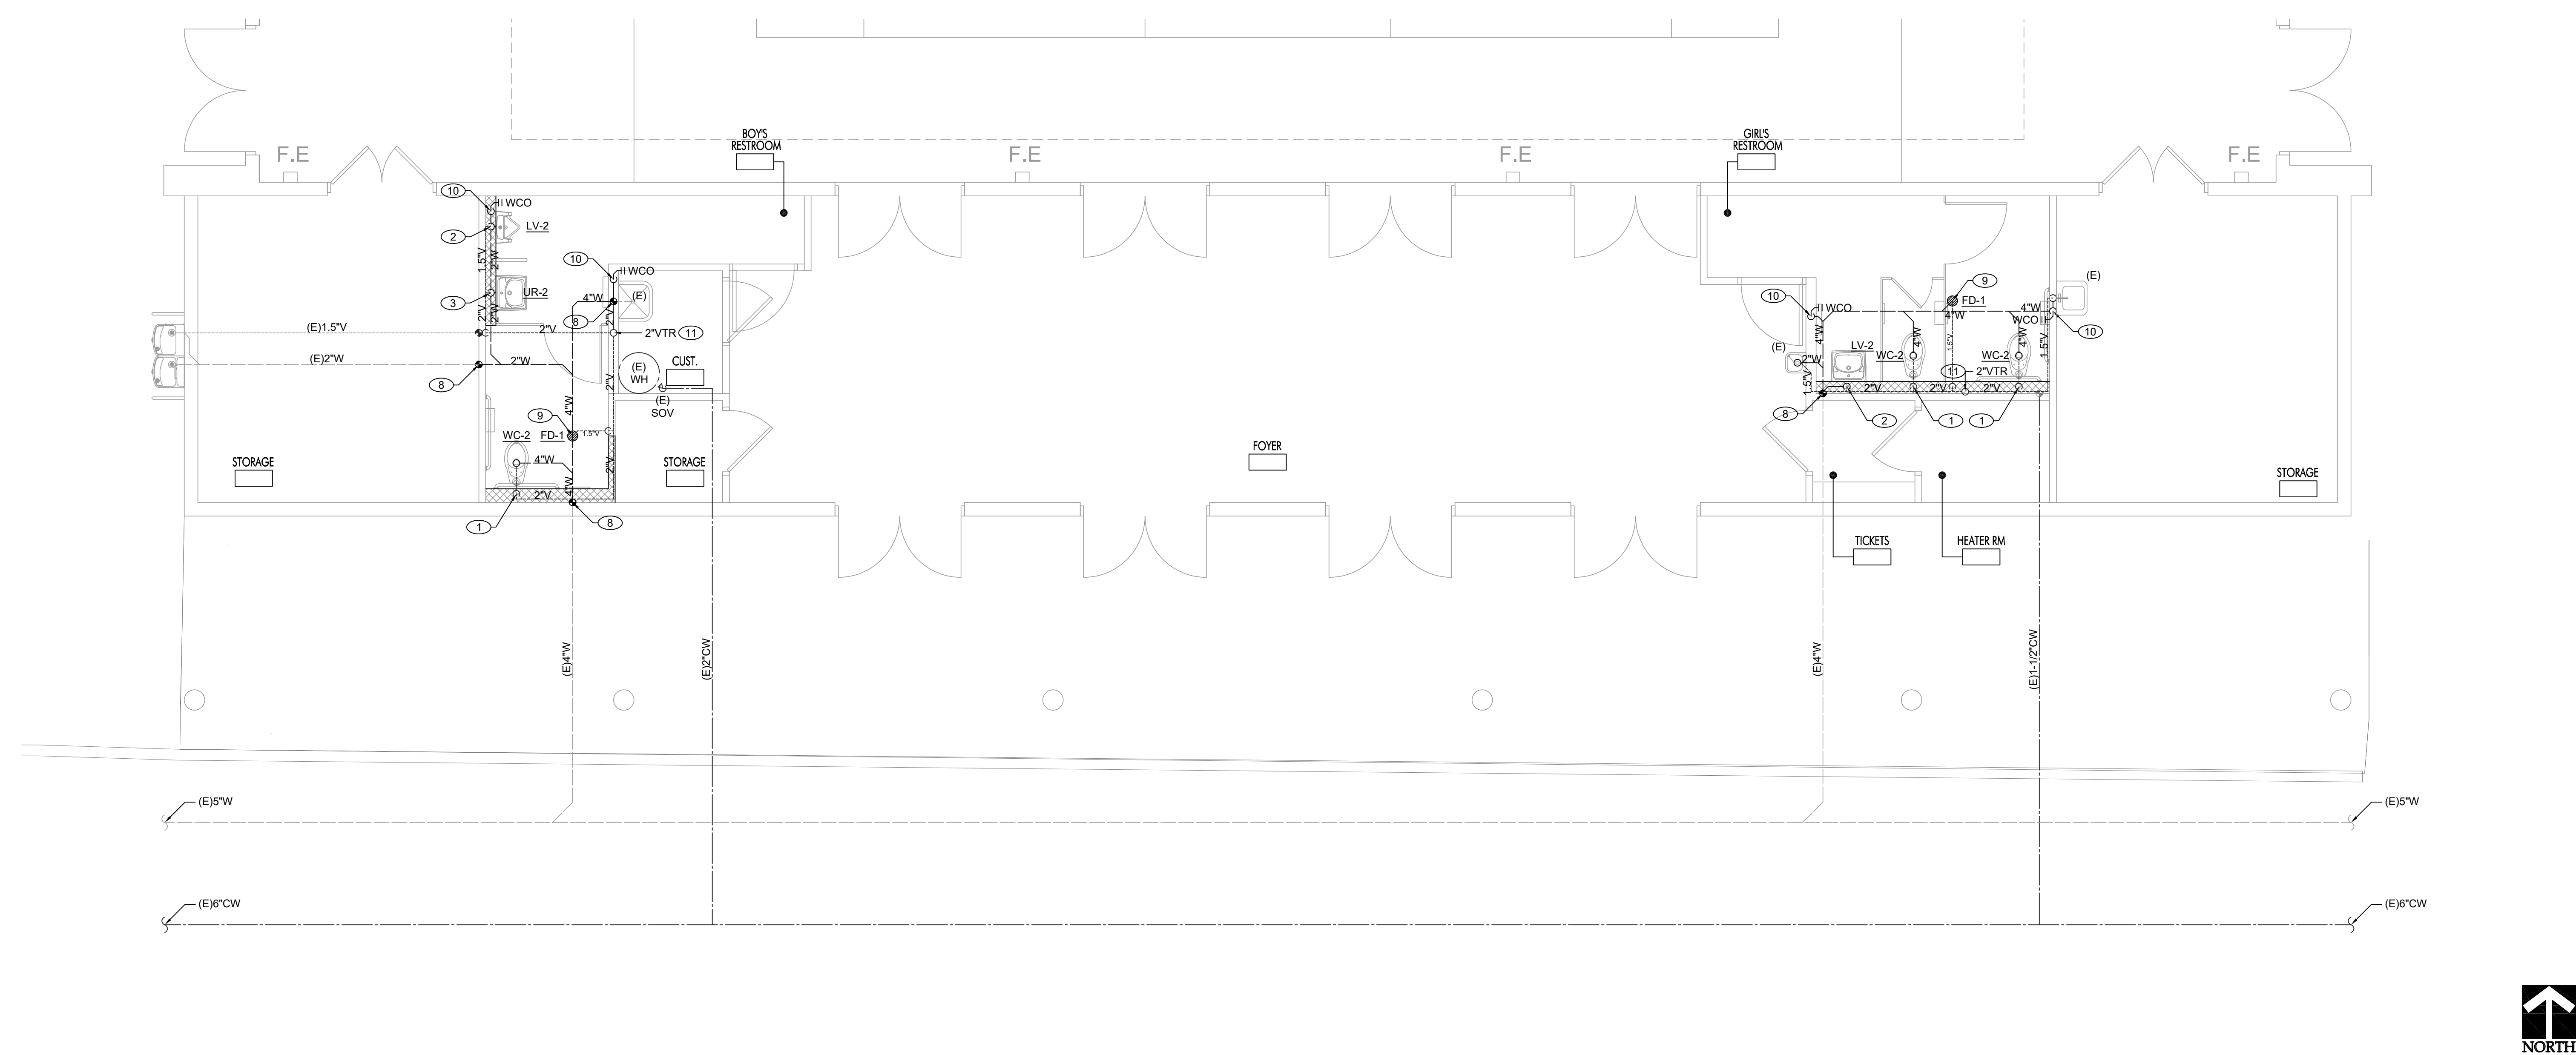 BOY'S
RESTROOM
GIRL'S
RESTROOM
F.E
F.E
F.E
F.E
10
WCO
2
LV-2
1.5"V
2"W
10
WCO
3
UR-2
2"V
2"W
4"W
(E)
8
2"V
(E)1.5"V
2"V
2"VTR
11
(E)2"W
2"W
8
CUST.
(E)
WH
2"V
(E)
SOV
4"W
9
WC-2
FD-1
1.5"V
4"W
2"V
4"W
2"V
1
8
STORAGE
STORAGE
FOYER
9
FD-1
(E)
10
WCO
4"W
4"W
WCO
10
4"W
4"W
1.5"V
4"W
1.5"V
(E)
LV-2
WC-2
WC-2
2"W
11
2"VTR
1.5"V
2"V
2"V
2"V
8
2
1
1
STORAGE
TICKETS
HEATER RM
(E)4"W
(E)2"CW
(E)4"W
(E)1-1/2"CW
(E)5"W
(E)5"W
(E)6"CW
(E)6"CW
NORTH